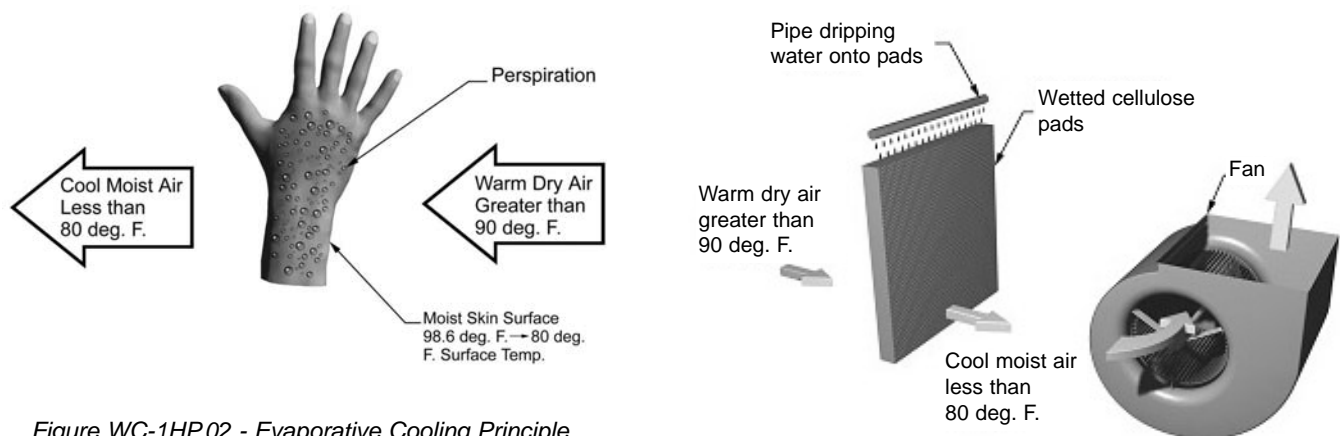 Perspiration
Cool Moist Air
Less than
80 deg. F.
Warm Dry Air
Greater than
90 deg. F.
Moist Skin Surface
98.6 deg. F.→80 deg.
F. Surface Temp.
Figure WC-1HP.02 - Evaporative Cooling Principle
Pipe dripping
water onto pads
Wetted cellulose
pads
Fan
Warm dry air
greater than
90 deg. F.
Cool moist air
less than
80 deg. F.